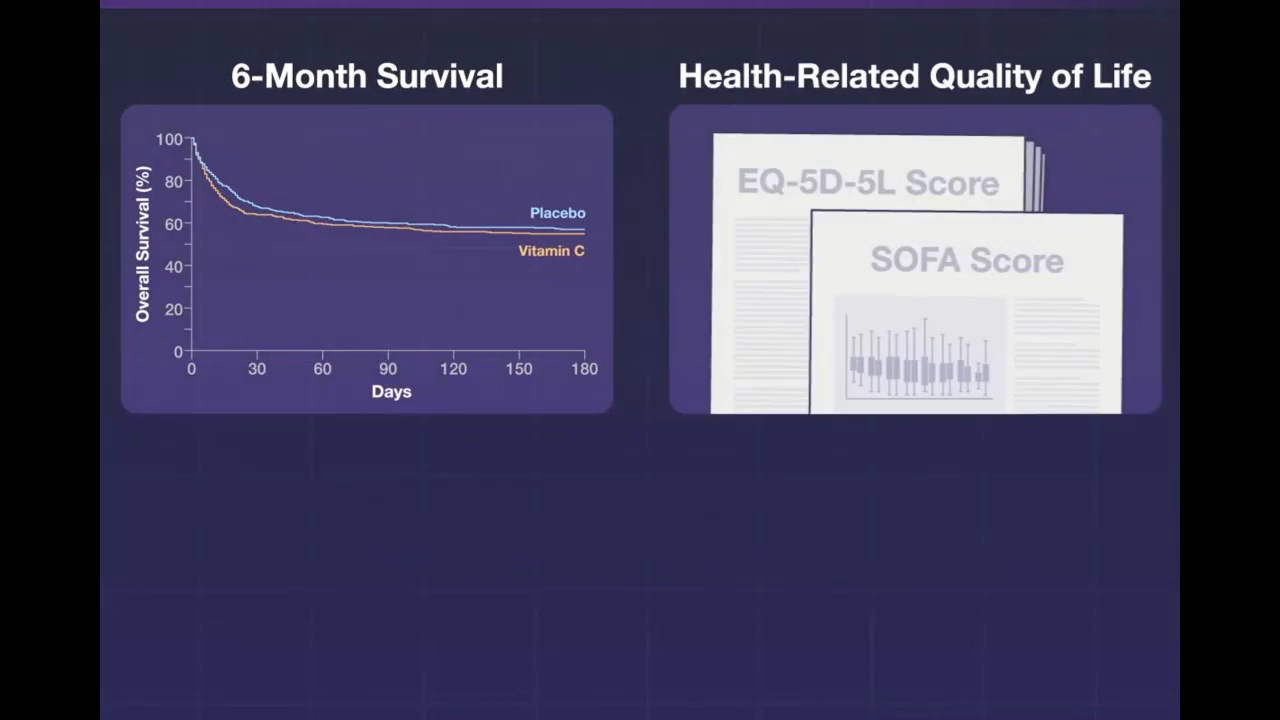 6-Month Survival
Overall Survival (%)
100
80
60
40
20
0
0 30 60 90 120 150 180
Days
Placebo
Vitamin C
Health-Related Quality of Life
EQ-5D-5L Score
SOFA Score